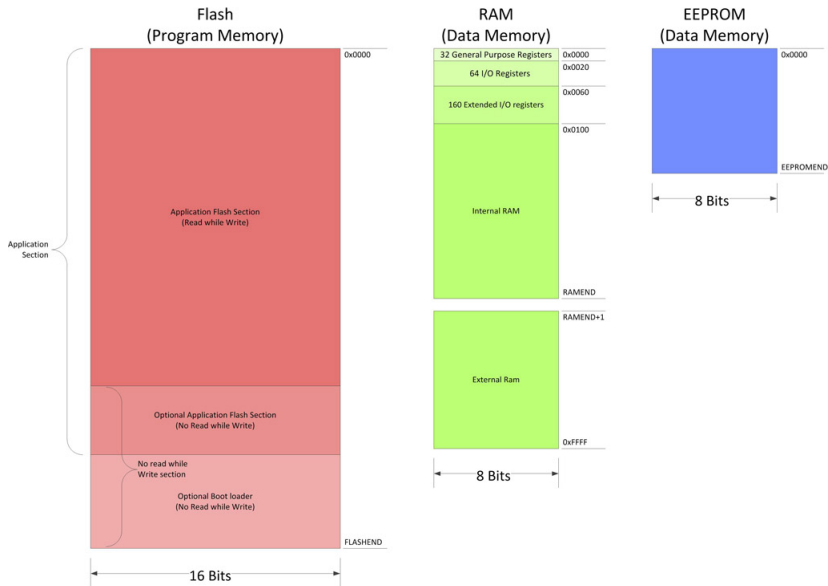 Flash
(Program Memory)
0x0000
Application Flash Section
(Read while Write)
Application
Section
Optional Application Flash Section
(No Read while Write)
No read while
Write section
Optional Boot loader
(No Read while Write)
FLASHEND
16 Bits
RAM
(Data Memory)
32 General Purpose Registers
0x0000
64 I/O Registers
0x0020
160 Extended I/O registers
0x0060
0x0100
Internal RAM
RAMEND
RAMEND+1
External Ram
0xFFFF
8 Bits
EEPROM
(Data Memory)
0x0000
EEPROMEND
8 Bits